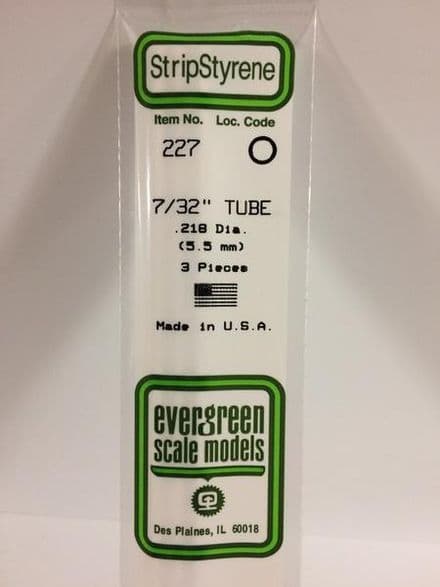 StripStyrene
Item No. Loc. Code
227 O
7/32" TUBE
.218 Dia.
(5.5 mm)
3 Pieces
Made in U.S.A.
evergreen
scale models
Des Plaines, IL 60018